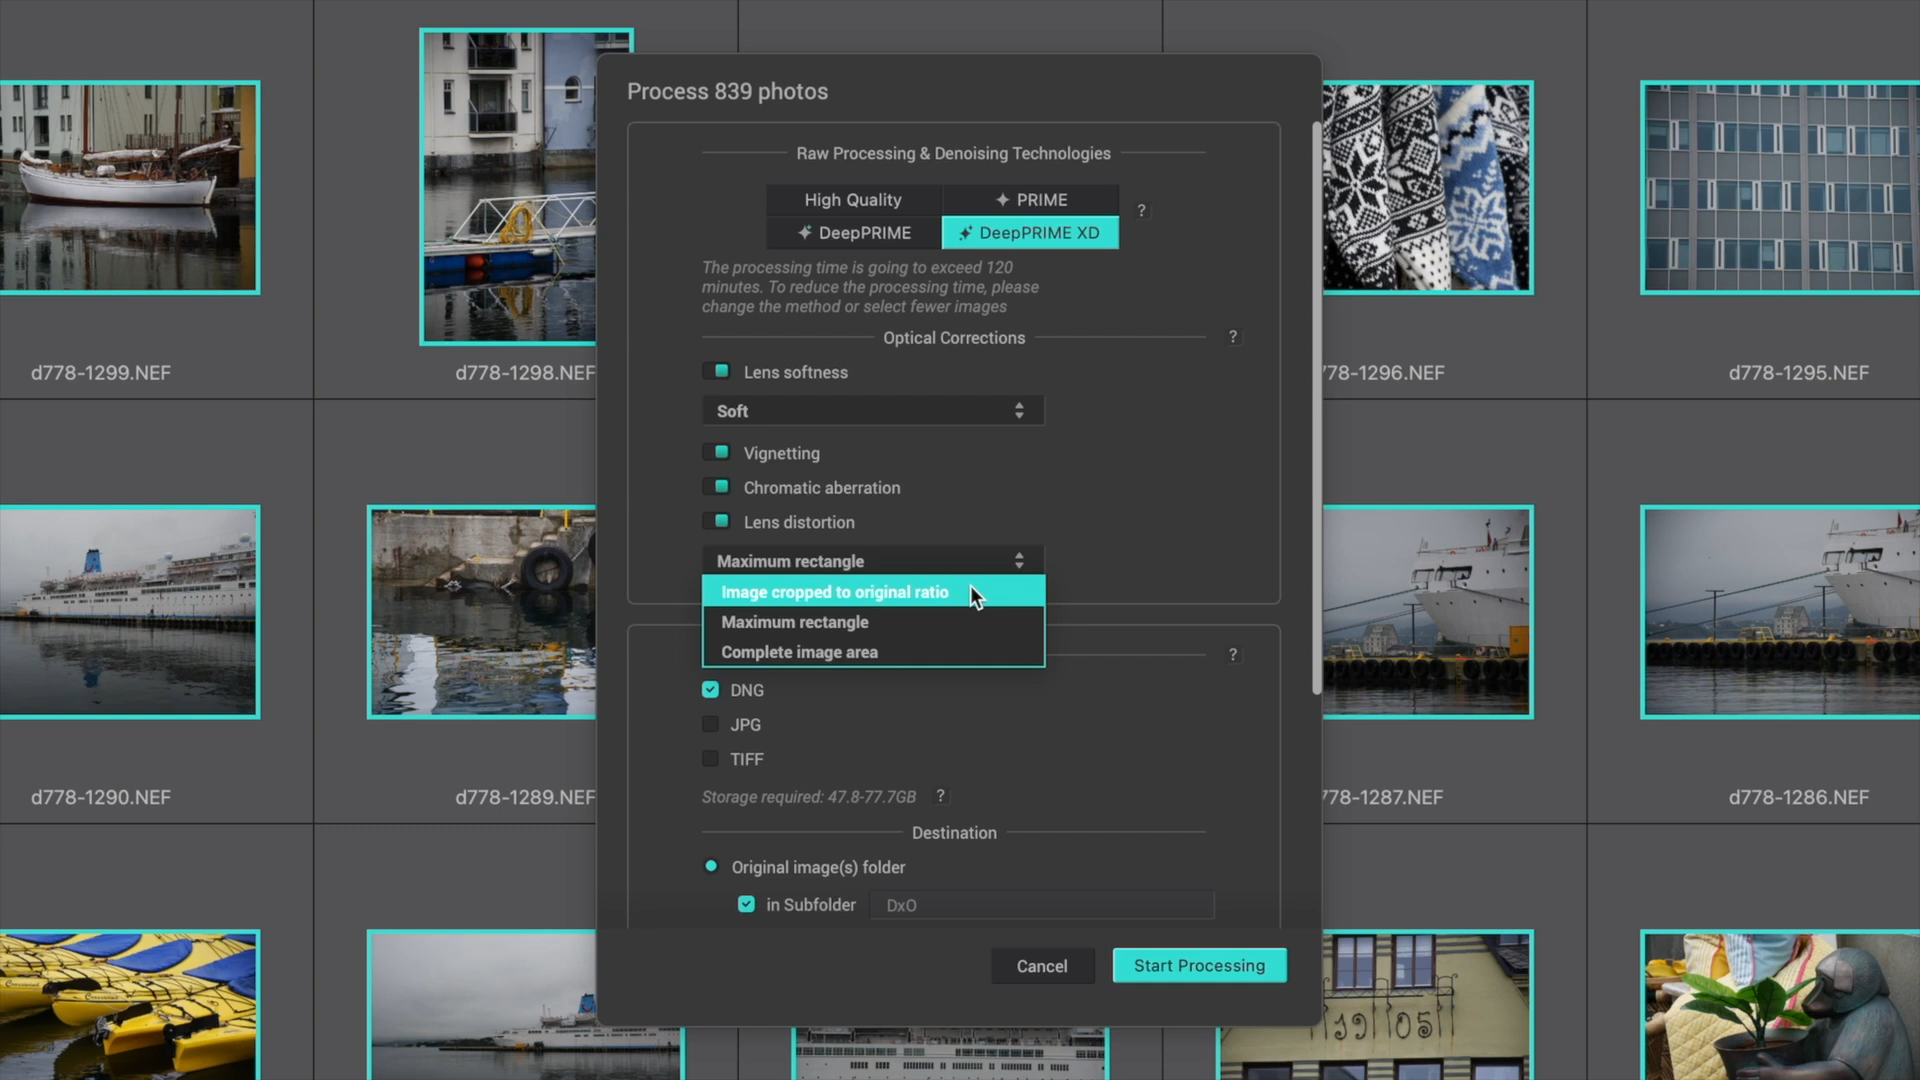 Process 839 photos
Raw Processing & Denoising Technologies
High Quality
PRIME
?
DeepPRIME
DeepPRIME XD
The processing time is going to exceed 120
minutes. To reduce the processing time, please
change the method or select fewer images
Optical Corrections
?
Lens softness
Soft
Vignetting
Chromatic aberration
Lens distortion
Maximum rectangle
Image cropped to original ratio
Maximum rectangle
Complete image area
?
DNG
JPG
TIFF
Storage required: 47.8-77.7GB
?
Destination
Original image(s) folder
in Subfolder
DxO
Cancel
Start Processing
d778-1299.NEF
d778-1298.NEF
78-1296.NEF
d778-1295.NEF
d778-1290.NEF
d778-1289.NEF
78-1287.NEF
d778-1286.NEF
1905